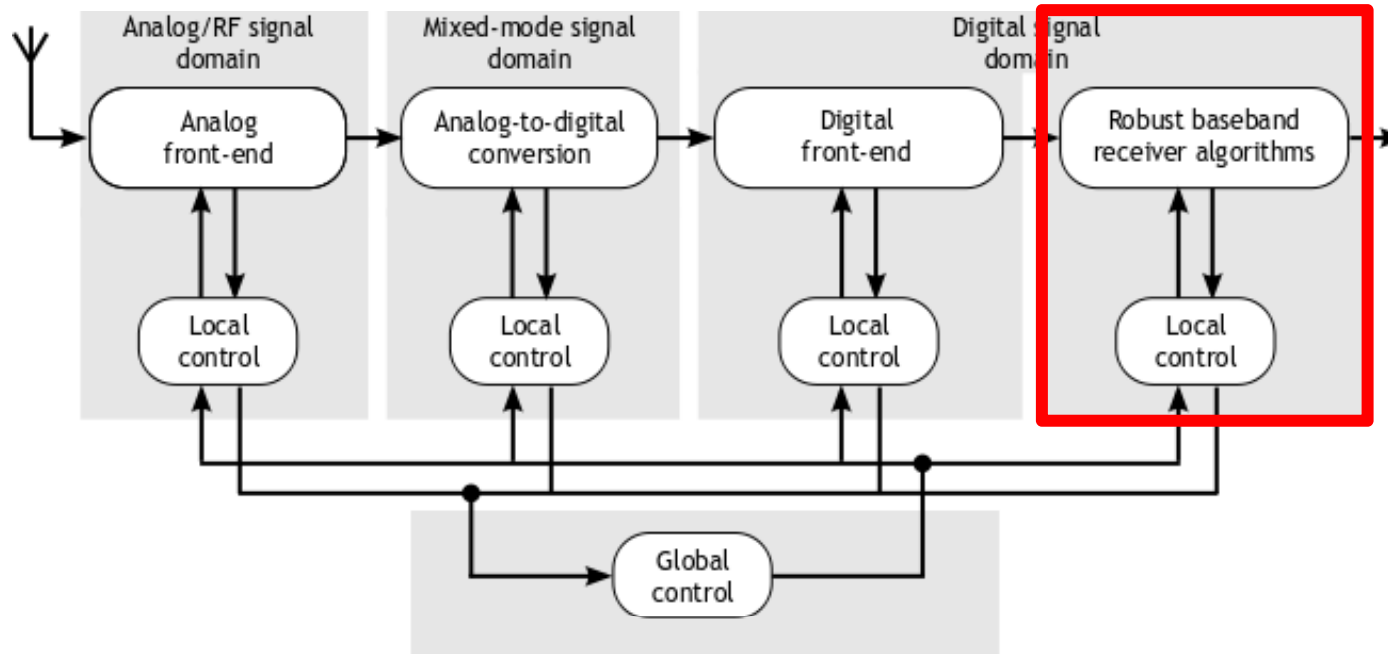 Analog/RF signal
domain
Mixed-mode signal
domain
Digital signal
domain
Analog
front-end
Analog-to-digital
conversion
Digital
front-end
Robust baseband
receiver algorithms
Local
control
Local
control
Local
control
Local
control
Global
control